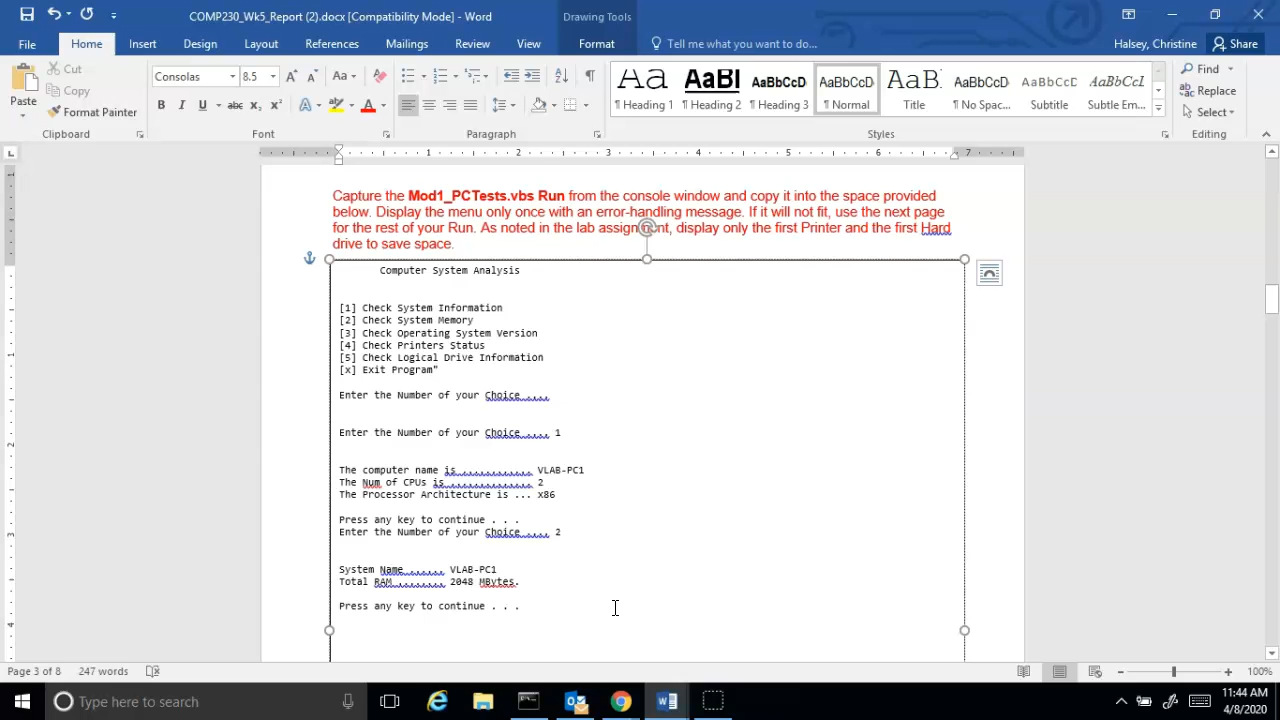 COMP230_Wk5_Report (2).docx [Compatibility Mode] - Word
Drawing Tools
File
Home
Insert
Design
Layout
References
Mailings
Review
View
Format
Tell me what you want to do...
Halsey, Christine
Share
Paste
Cut
Copy
Format Painter
Clipboard
Consolas
8.5
Font
Paragraph
AaBI
AaBbCcD
AaBbCcD
AaB
AaBbCcD
AaBbCcD
AaBbCcD
¶ Heading 1
¶ Heading 2
¶ Heading 3
¶ Normal
Title
¶ No Spac...
Subtitle
Subtle Em...
Styles
Find
Replace
Select
Editing
1 2 3 4 5 6 7
Capture the Mod1_PCTests.vbs Run from the console window and copy it into the space provided
below. Display the menu only once with an error-handling message. If it will not fit, use the next page
for the rest of your Run. As noted in the lab assignment, display only the first Printer and the first Hard
drive to save space.
Computer System Analysis
[1] Check System Information
[2] Check System Memory
[3] Check Operating System Version
[4] Check Printers Status
[5] Check Logical Drive Information
[x] Exit Program"
Enter the Number of your Choice ....
Enter the Number of your Choice .... 1
The computer name is ............ VLAB-PC1
The Num of CPUs is .............. 2
The Processor Architecture is ... x86
Press any key to continue . . .
Enter the Number of your Choice .... 2
System Name ...... VLAB-PC1
Total RAM ........ 2048 MBytes.
Press any key to continue . . .
Page 3 of 8
247 words
100%
Type here to search
11:44 AM
4/8/2020